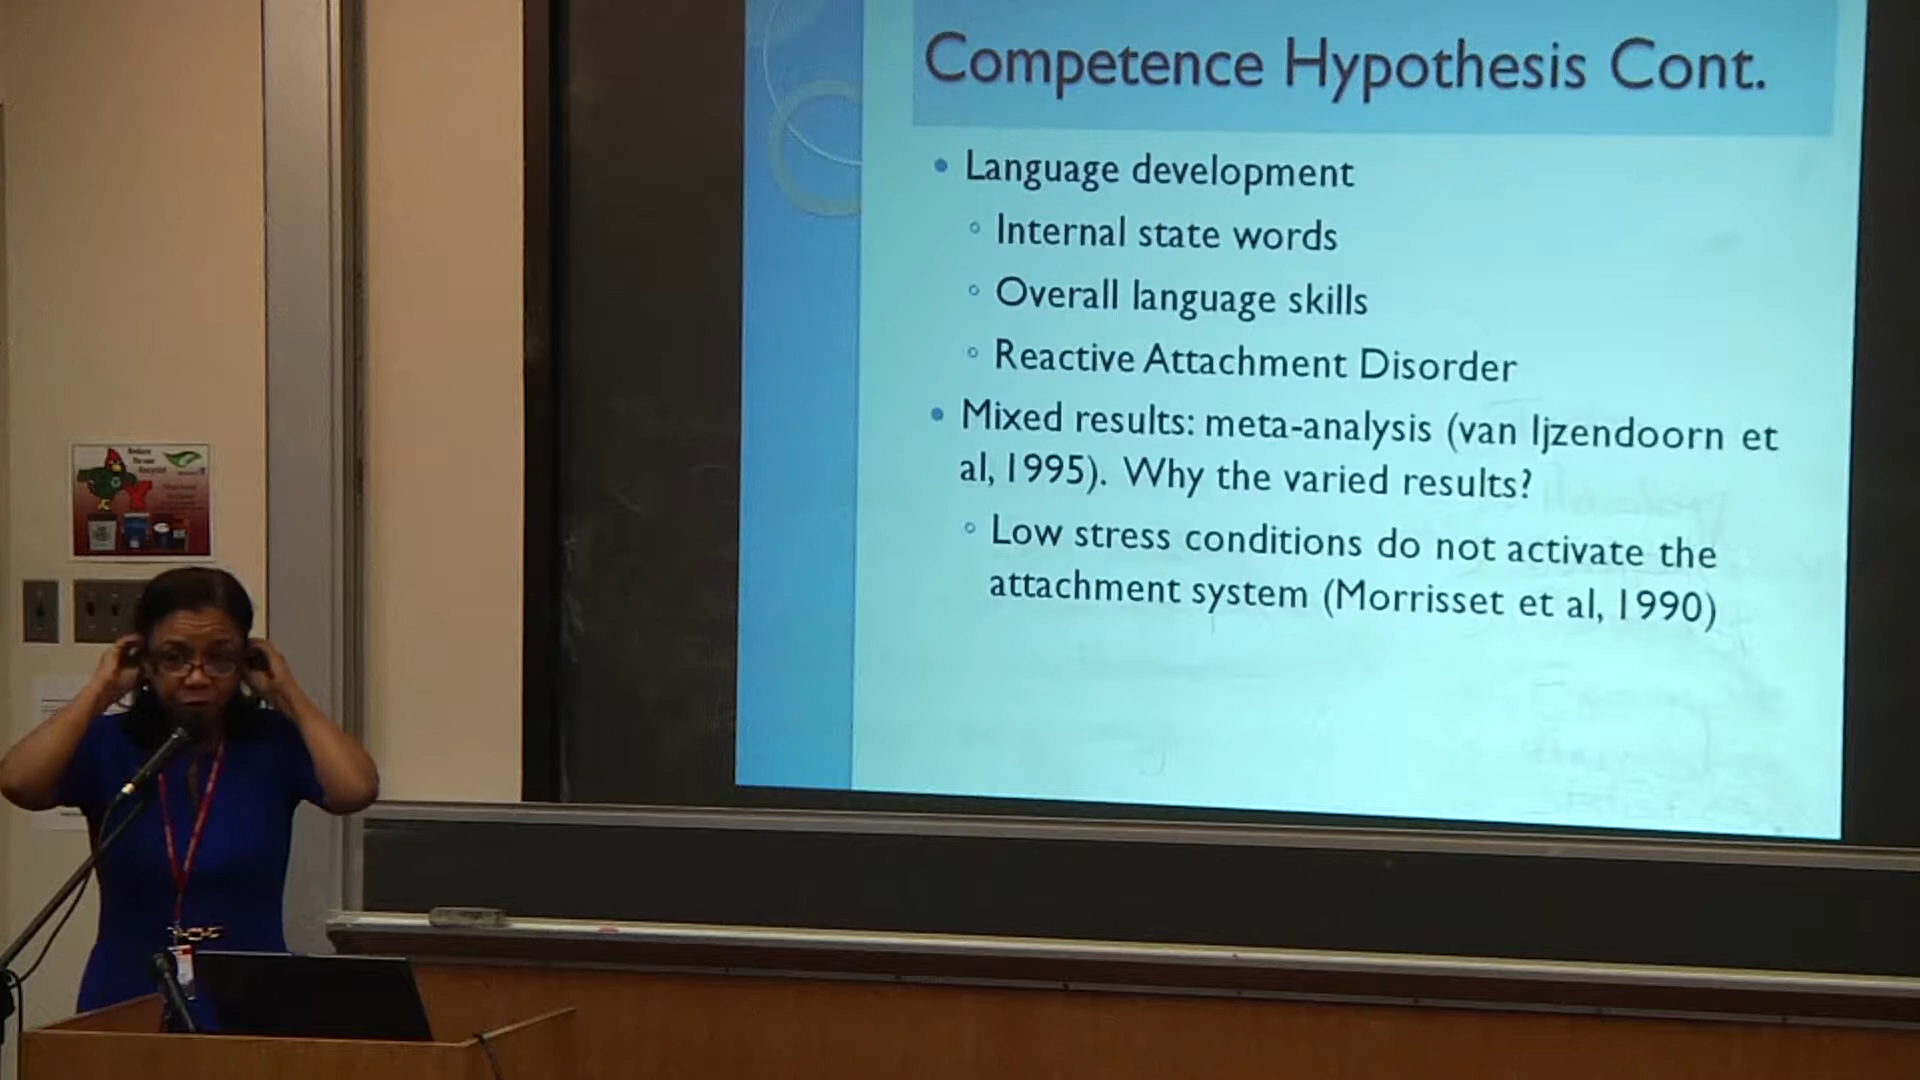 Competence Hypothesis Cont.
• Language development
◦ Internal state words
◦ Overall language skills
◦ Reactive Attachment Disorder
• Mixed results: meta-analysis (van Ijzendoorn et
al, 1995). Why the varied results?
◦ Low stress conditions do not activate the
attachment system (Morrisset et al, 1990)